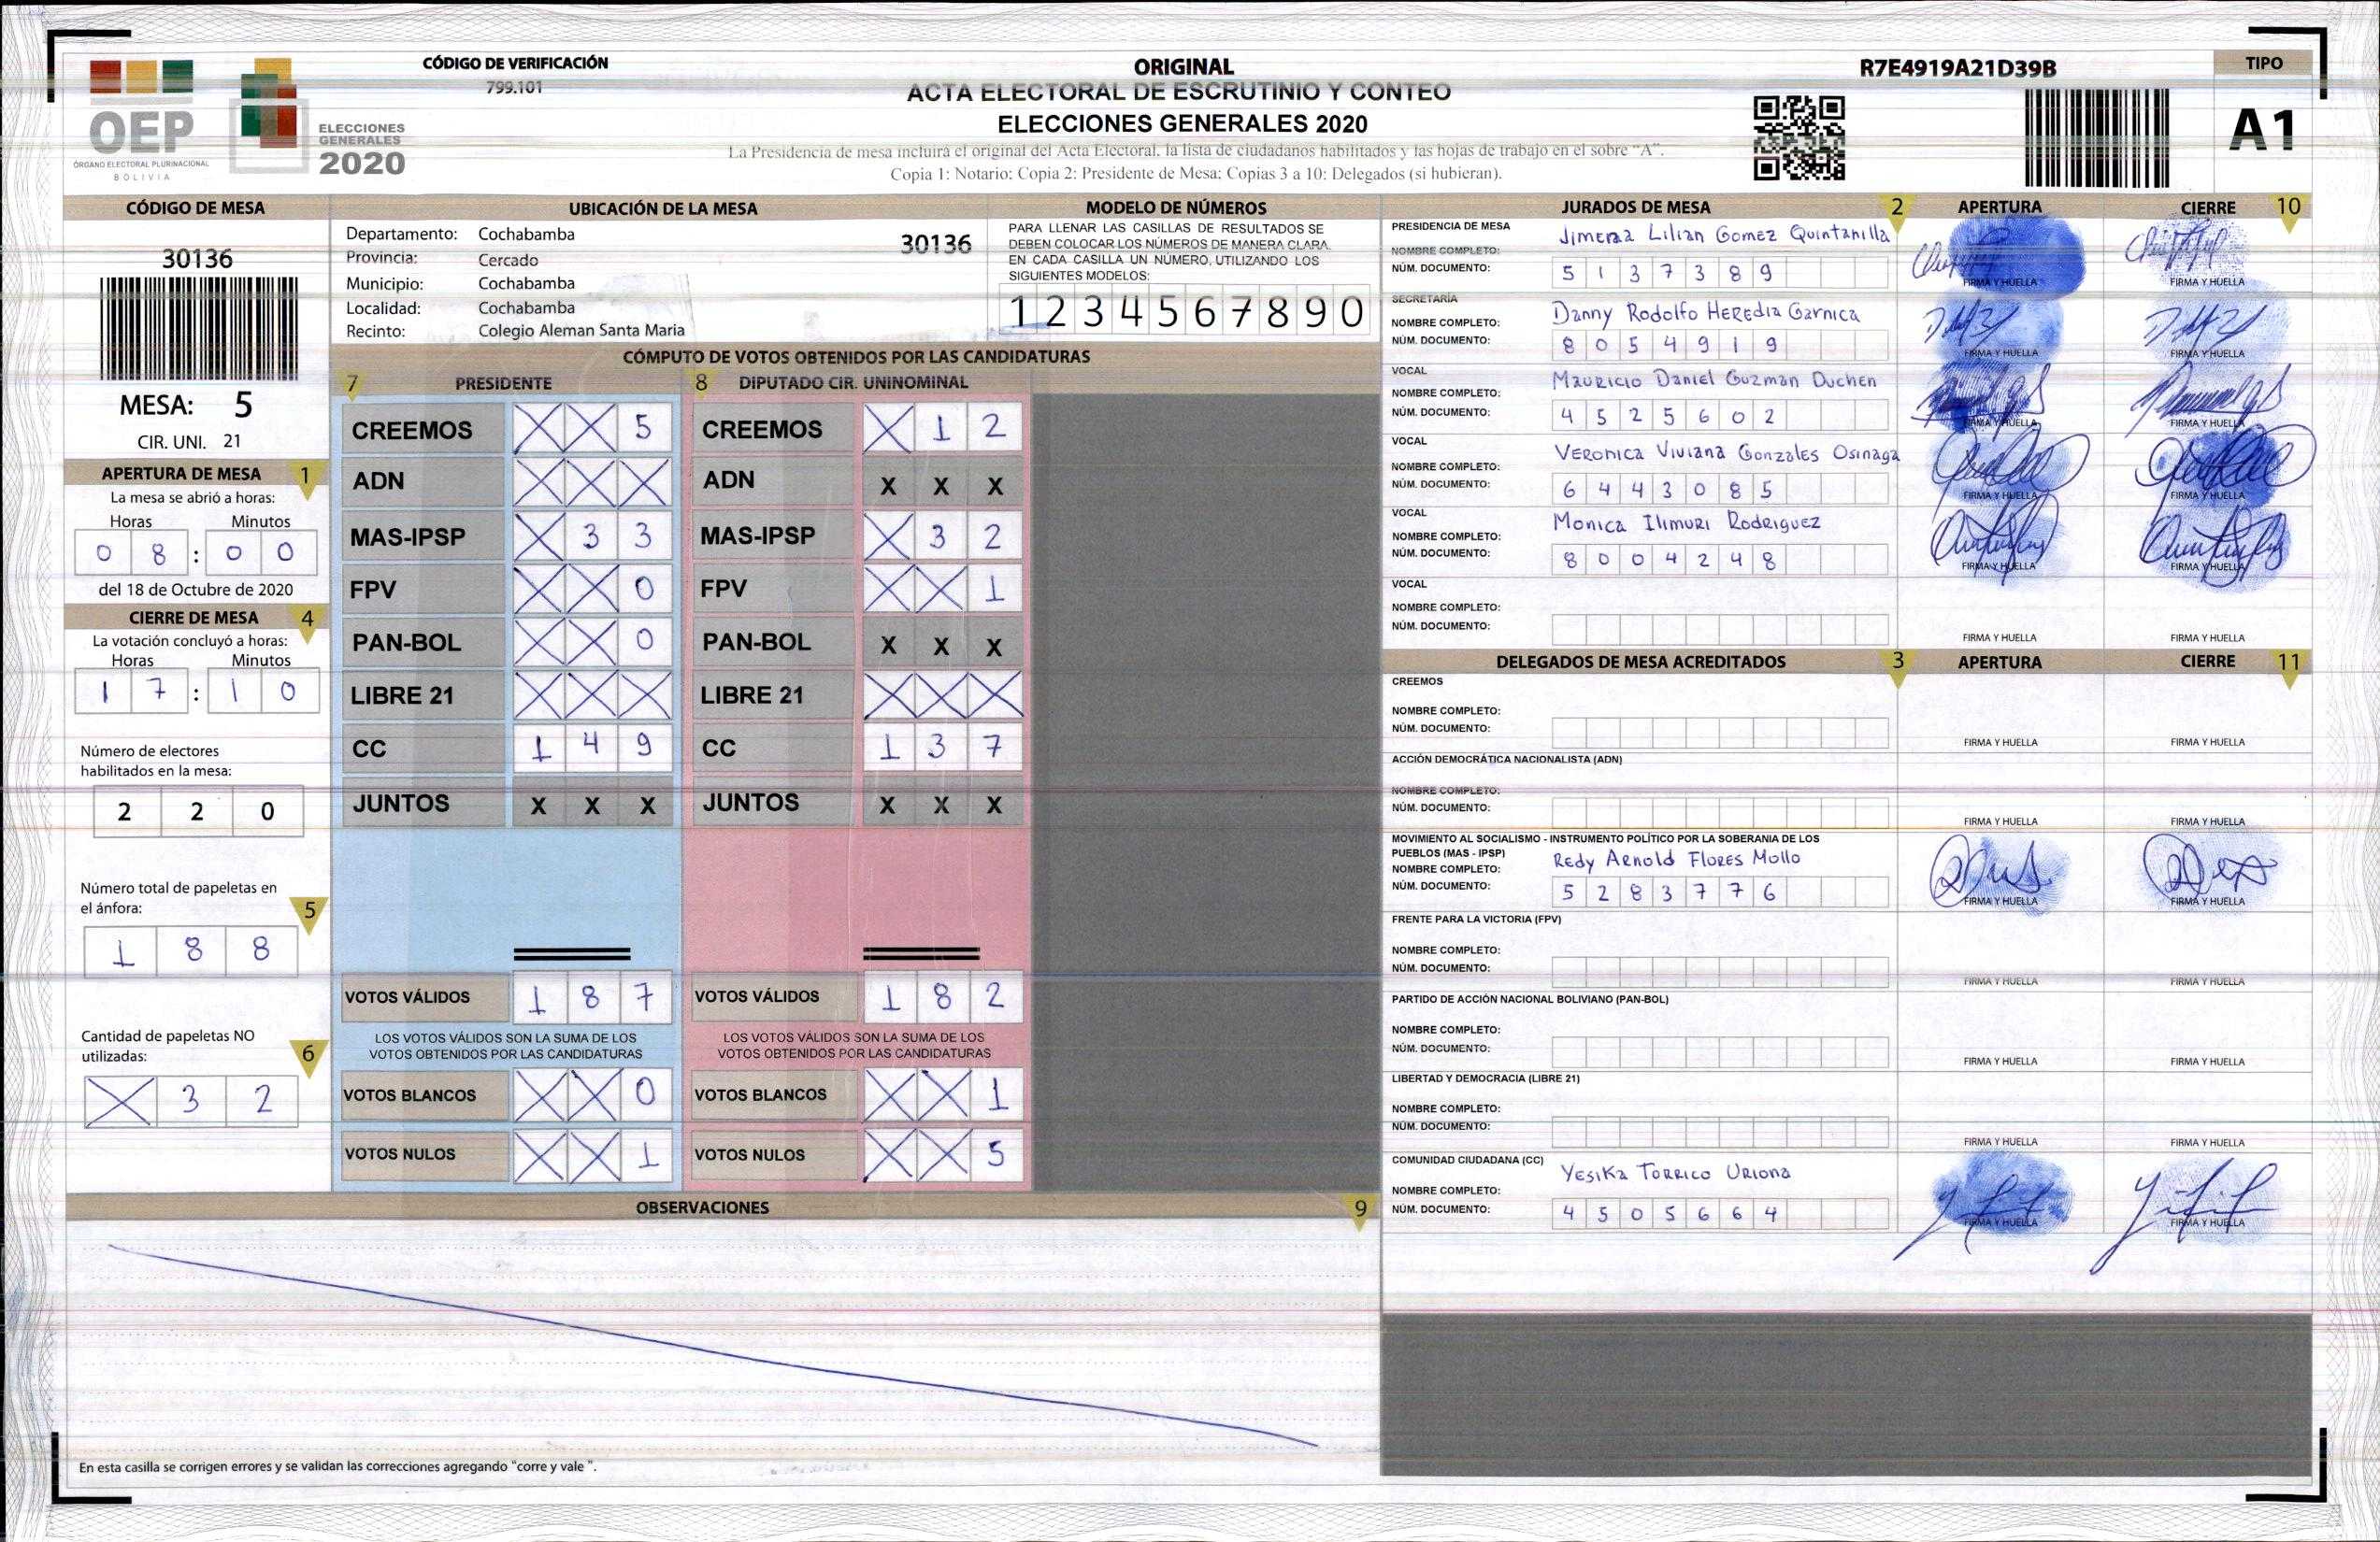 CÓDIGO DE VERIFICACIÓN
799.101
OEP
ÓRGANO ELECTORAL PLURINACIONAL
BOLIVIA
ELECCIONES
GENERALES
2020
ORIGINAL
ACTA ELECTORAL DE ESCRUTINIO Y CONTEO
ELECCIONES GENERALES 2020
La Presidencia de mesa incluirá el original del Acta Electoral, la lista de ciudadanos habilitados y las hojas de trabajo en el sobre "A".
Copia 1: Notario: Copia 2: Presidente de Mesa: Copias 3 a 10: Delegados (si hubieran).
R7E4919A21D39B
TIPO
A1
CÓDIGO DE MESA
30136
MESA: 5
CIR. UNI. 21
APERTURA DE MESA 1
La mesa se abrió a horas:
Horas Minutos
0 8 : 0 0
del 18 de Octubre de 2020
CIERRE DE MESA 4
La votación concluyó a horas:
Horas Minutos
1 7 : 1 0
Número de electores
habilitados en la mesa:
2 2 0
Número total de papeletas en
el ánfora:
5
1 8 8
Cantidad de papeletas NO
utilizadas:
6
X 3 2
UBICACIÓN DE LA MESA
Departamento: Cochabamba
30136
Provincia: Cercado
Municipio: Cochabamba
Localidad: Cochabamba
Recinto: Colegio Aleman Santa Maria
MODELO DE NÚMEROS
PARA LLENAR LAS CASILLAS DE RESULTADOS SE
DEBEN COLOCAR LOS NÚMEROS DE MANERA CLARA.
EN CADA CASILLA UN NÚMERO, UTILIZANDO LOS
SIGUIENTES MODELOS:
1 2 3 4 5 6 7 8 9 0
CÓMPUTO DE VOTOS OBTENIDOS POR LAS CANDIDATURAS
7 PRESIDENTE
CREEMOS X X 5
ADN X X X
MAS-IPSP X 3 3
FPV X X 0
PAN-BOL X X 0
LIBRE 21 X X X
CC 1 4 9
JUNTOS X X X
VOTOS VÁLIDOS 1 8 7
LOS VOTOS VÁLIDOS SON LA SUMA DE LOS
VOTOS OBTENIDOS POR LAS CANDIDATURAS
VOTOS BLANCOS X X 0
VOTOS NULOS X X 1
8 DIPUTADO CIR. UNINOMINAL
CREEMOS X 1 2
ADN X X X
MAS-IPSP X 3 2
FPV X X 1
PAN-BOL X X X
LIBRE 21 X X X
CC 1 3 7
JUNTOS X X X
VOTOS VÁLIDOS 1 8 2
LOS VOTOS VÁLIDOS SON LA SUMA DE LOS
VOTOS OBTENIDOS POR LAS CANDIDATURAS
VOTOS BLANCOS X X 1
VOTOS NULOS X X 5
OBSERVACIONES 9
En esta casilla se corrigen errores y se validan las correcciones agregando "corre y vale ".
JURADOS DE MESA 2 APERTURA CIERRE 10
PRESIDENCIA DE MESA
NOMBRE COMPLETO: Jimena Lilian Gomez Quintanilla
NÚM. DOCUMENTO: 5 1 3 7 3 8 9
FIRMA Y HUELLA FIRMA Y HUELLA
SECRETARÍA
NOMBRE COMPLETO: Danny Rodolfo HEREdia Garnica
NÚM. DOCUMENTO: 8 0 5 4 9 1 9
FIRMA Y HUELLA FIRMA Y HUELLA
VOCAL
NOMBRE COMPLETO: Mauricio Daniel Guzman Duchen
NÚM. DOCUMENTO: 4 5 2 5 6 0 2
FIRMA Y HUELLA FIRMA Y HUELLA
VOCAL
NOMBRE COMPLETO: VERONICA Viviana Gonzales Osinaga
NÚM. DOCUMENTO: 6 4 4 3 0 8 5
FIRMA Y HUELLA FIRMA Y HUELLA
VOCAL
NOMBRE COMPLETO: Monica Ilimuri Rodriguez
NÚM. DOCUMENTO: 8 0 0 4 2 4 8
FIRMA Y HUELLA FIRMA Y HUELLA
VOCAL
NOMBRE COMPLETO:
NÚM. DOCUMENTO:
FIRMA Y HUELLA FIRMA Y HUELLA
DELEGADOS DE MESA ACREDITADOS 3 APERTURA CIERRE 11
CREEMOS
NOMBRE COMPLETO:
NÚM. DOCUMENTO:
FIRMA Y HUELLA FIRMA Y HUELLA
ACCIÓN DEMOCRÁTICA NACIONALISTA (ADN)
NOMBRE COMPLETO:
NÚM. DOCUMENTO:
FIRMA Y HUELLA FIRMA Y HUELLA
MOVIMIENTO AL SOCIALISMO - INSTRUMENTO POLÍTICO POR LA SOBERANIA DE LOS
PUEBLOS (MAS - IPSP)
NOMBRE COMPLETO: Redy Arnold Flores Mollo
NÚM. DOCUMENTO: 5 2 8 3 7 7 6
FIRMA Y HUELLA FIRMA Y HUELLA
FRENTE PARA LA VICTORIA (FPV)
NOMBRE COMPLETO:
NÚM. DOCUMENTO:
FIRMA Y HUELLA FIRMA Y HUELLA
PARTIDO DE ACCIÓN NACIONAL BOLIVIANO (PAN-BOL)
NOMBRE COMPLETO:
NÚM. DOCUMENTO:
FIRMA Y HUELLA FIRMA Y HUELLA
LIBERTAD Y DEMOCRACIA (LIBRE 21)
NOMBRE COMPLETO:
NÚM. DOCUMENTO:
FIRMA Y HUELLA FIRMA Y HUELLA
COMUNIDAD CIUDADANA (CC)
NOMBRE COMPLETO: Yesika Torrico Uriona
NÚM. DOCUMENTO: 4 5 0 5 6 6 4
FIRMA Y HUELLA FIRMA Y HUELLA